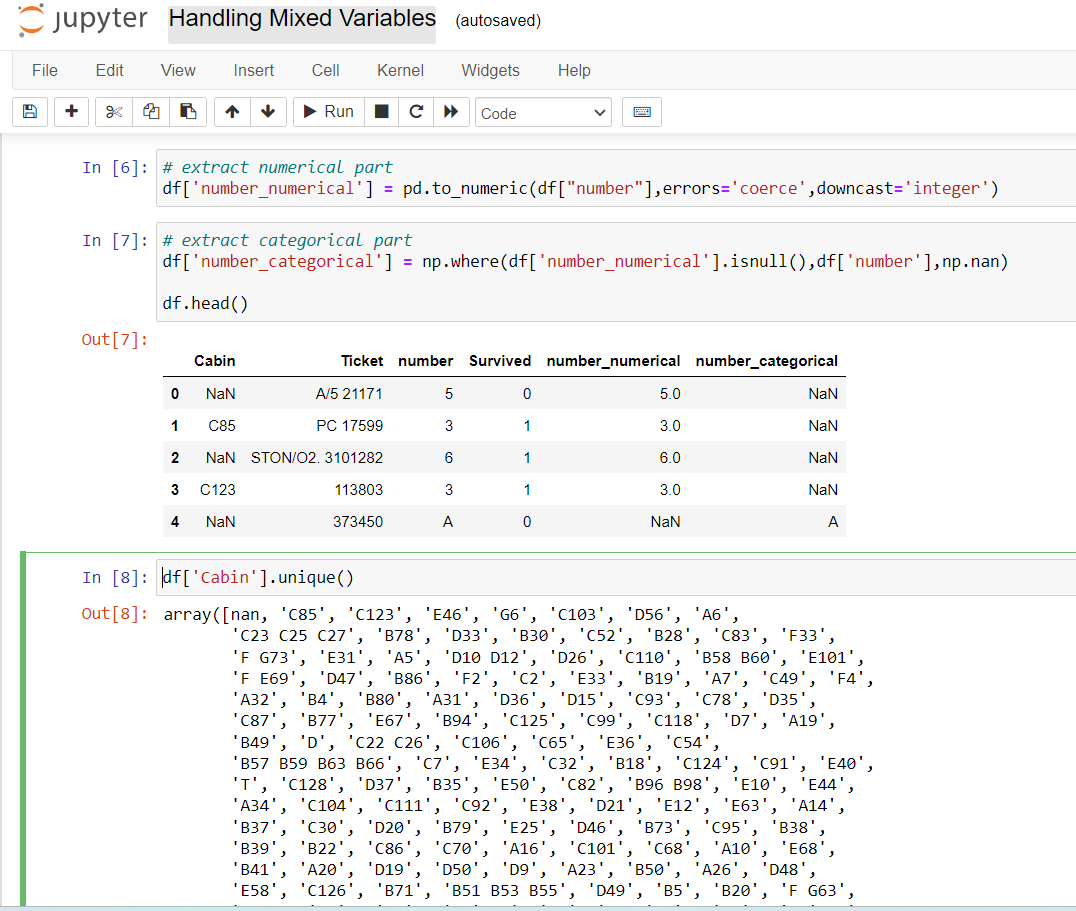 jupyter Handling Mixed Variables (autosaved)
File Edit View Insert Cell Kernel Widgets Help
Run Code
In [6]: # extract numerical part
df['number_numerical'] = pd.to_numeric(df["number"],errors='coerce',downcast='integer')
In [7]: # extract categorical part
df['number_categorical'] = np.where(df['number_numerical'].isnull(),df['number'],np.nan)
df.head()
Out[7]:
Cabin Ticket number Survived number_numerical number_categorical
0 NaN A/5 21171 5 0 5.0 NaN
1 C85 PC 17599 3 1 3.0 NaN
2 NaN STON/O2. 3101282 6 1 6.0 NaN
3 C123 113803 3 1 3.0 NaN
4 NaN 373450 A 0 NaN A
In [8]: df['Cabin'].unique()
Out[8]: array([nan, 'C85', 'C123', 'E46', 'G6', 'C103', 'D56', 'A6',
'C23 C25 C27', 'B78', 'D33', 'B30', 'C52', 'B28', 'C83', 'F33',
'F G73', 'E31', 'A5', 'D10 D12', 'D26', 'C110', 'B58 B60', 'E101',
'F E69', 'D47', 'B86', 'F2', 'C2', 'E33', 'B19', 'A7', 'C49', 'F4',
'A32', 'B4', 'B80', 'A31', 'D36', 'D15', 'C93', 'C78', 'D35',
'C87', 'B77', 'E67', 'B94', 'C125', 'C99', 'C118', 'D7', 'A19',
'B49', 'D', 'C22 C26', 'C106', 'C65', 'E36', 'C54',
'B57 B59 B63 B66', 'C7', 'E34', 'C32', 'B18', 'C124', 'C91', 'E40',
'T', 'C128', 'D37', 'B35', 'E50', 'C82', 'B96 B98', 'E10', 'E44',
'A34', 'C104', 'C111', 'C92', 'E38', 'D21', 'E12', 'E63', 'A14',
'B37', 'C30', 'D20', 'B79', 'E25', 'D46', 'B73', 'C95', 'B38',
'B39', 'B22', 'C86', 'C70', 'A16', 'C101', 'C68', 'A10', 'E68',
'B41', 'A20', 'D19', 'D50', 'D9', 'A23', 'B50', 'A26', 'D48',
'E58', 'C126', 'B71', 'B51 B53 B55', 'D49', 'B5', 'B20', 'F G63',